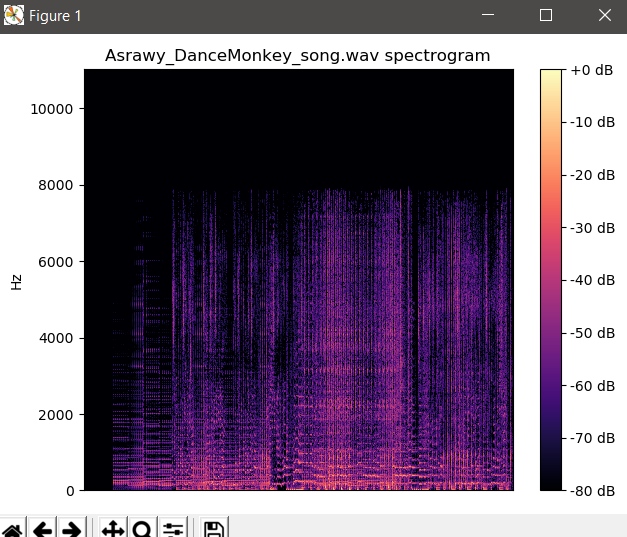 Figure 1
Asrawy_DanceMonkey_song.wav spectrogram
+0 dB
10000
-10 dB
8000
-20 dB
-30 dB
6000
Hz
-40 dB
4000
-50 dB
2000
-60 dB
-70 dB
0
-80 dB